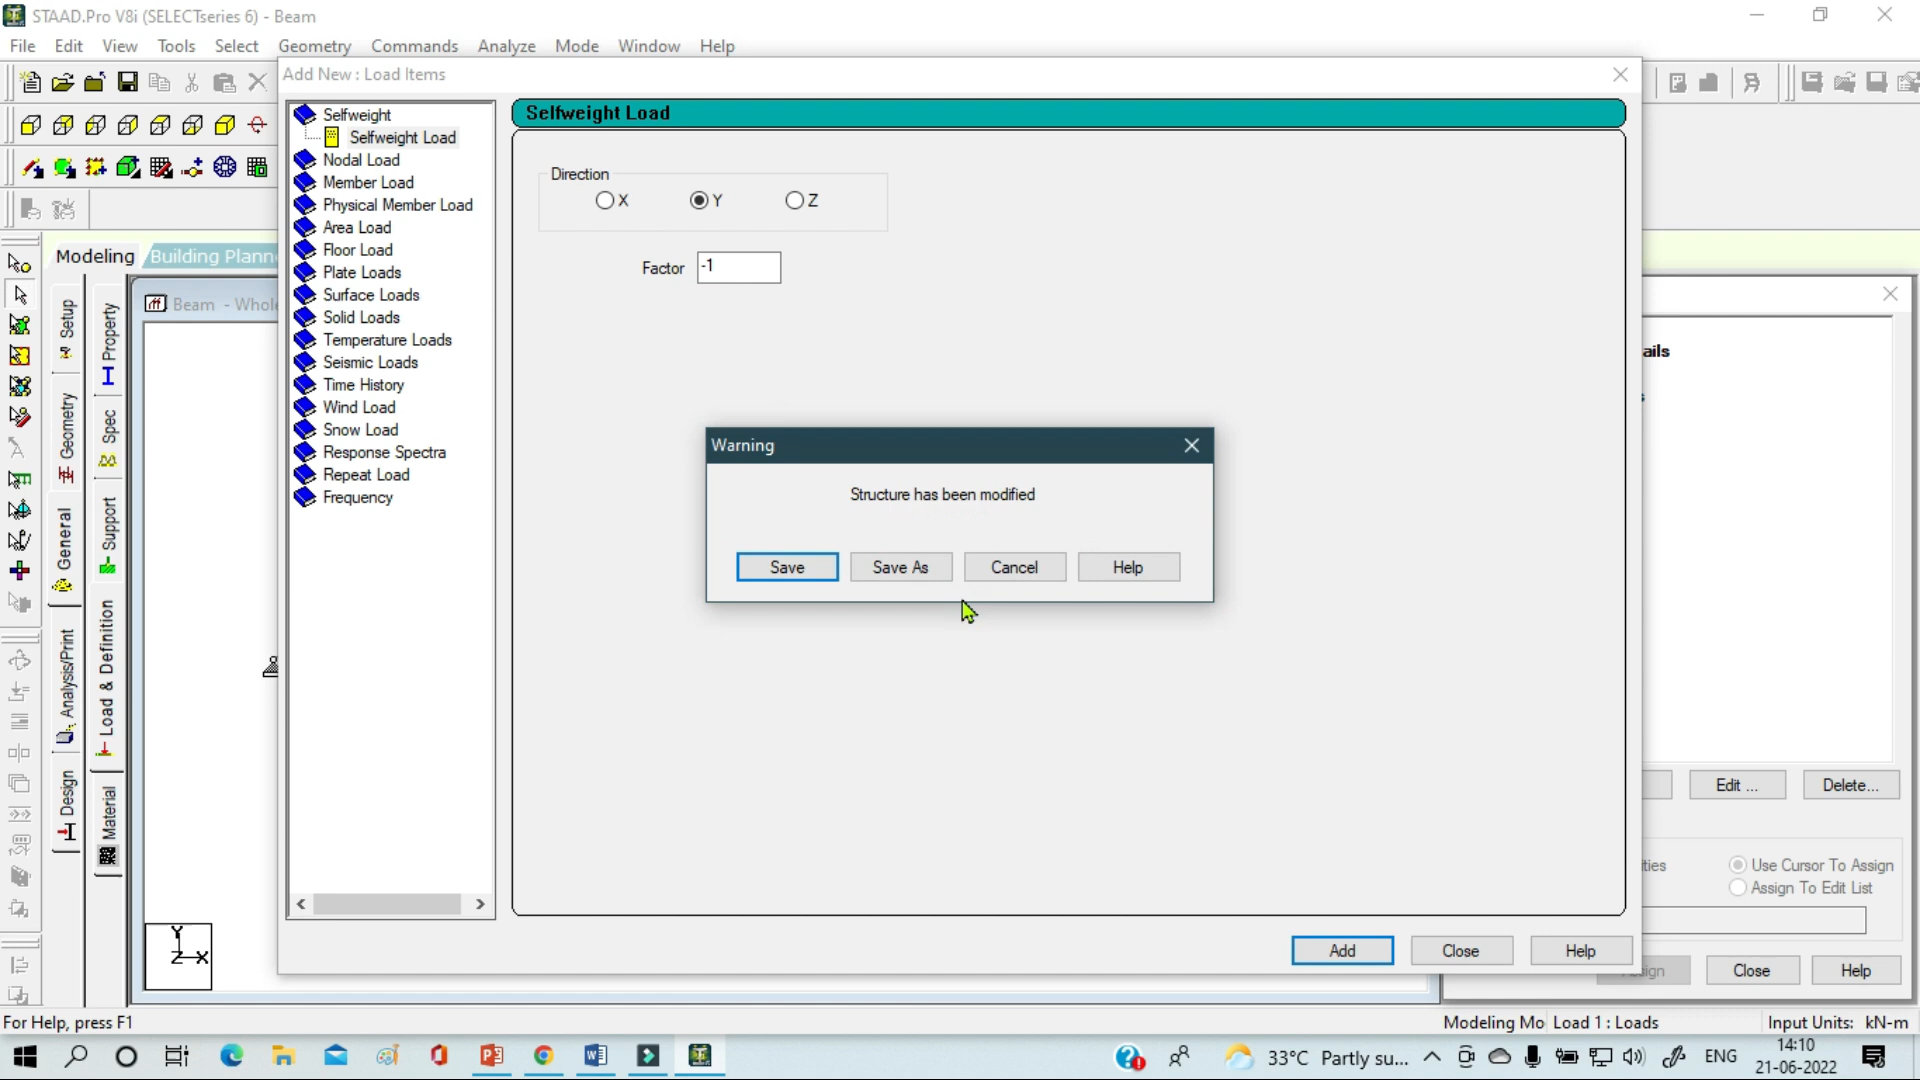 STAAD.Pro V8i (SELECTseries 6) - Beam
File Edit View Tools Select Geometry Commands Analyze Mode Window Help
Add New : Load Items
Selfweight
Selfweight Load
Nodal Load
Member Load
Physical Member Load
Area Load
Floor Load
Plate Loads
Surface Loads
Solid Loads
Temperature Loads
Seismic Loads
Time History
Wind Load
Snow Load
Response Spectra
Repeat Load
Frequency
Selfweight Load
Direction
X Y Z
Factor -1
Warning
Structure has been modified
Save Save As Cancel Help
Add Close Help
Modeling Building Plann
Beam - Whole
Setup
Geometry
General
Analysis/Print
Design
Property
Spec
Support
Load & Definition
Material
Y
Z X
ails
Edit ... Delete...
ties Use Cursor To Assign
Assign To Edit List
ign Close Help
For Help, press F1 Modeling Mo Load 1 : Loads Input Units: kN-m
33°C Partly su... ENG 14:10
21-06-2022